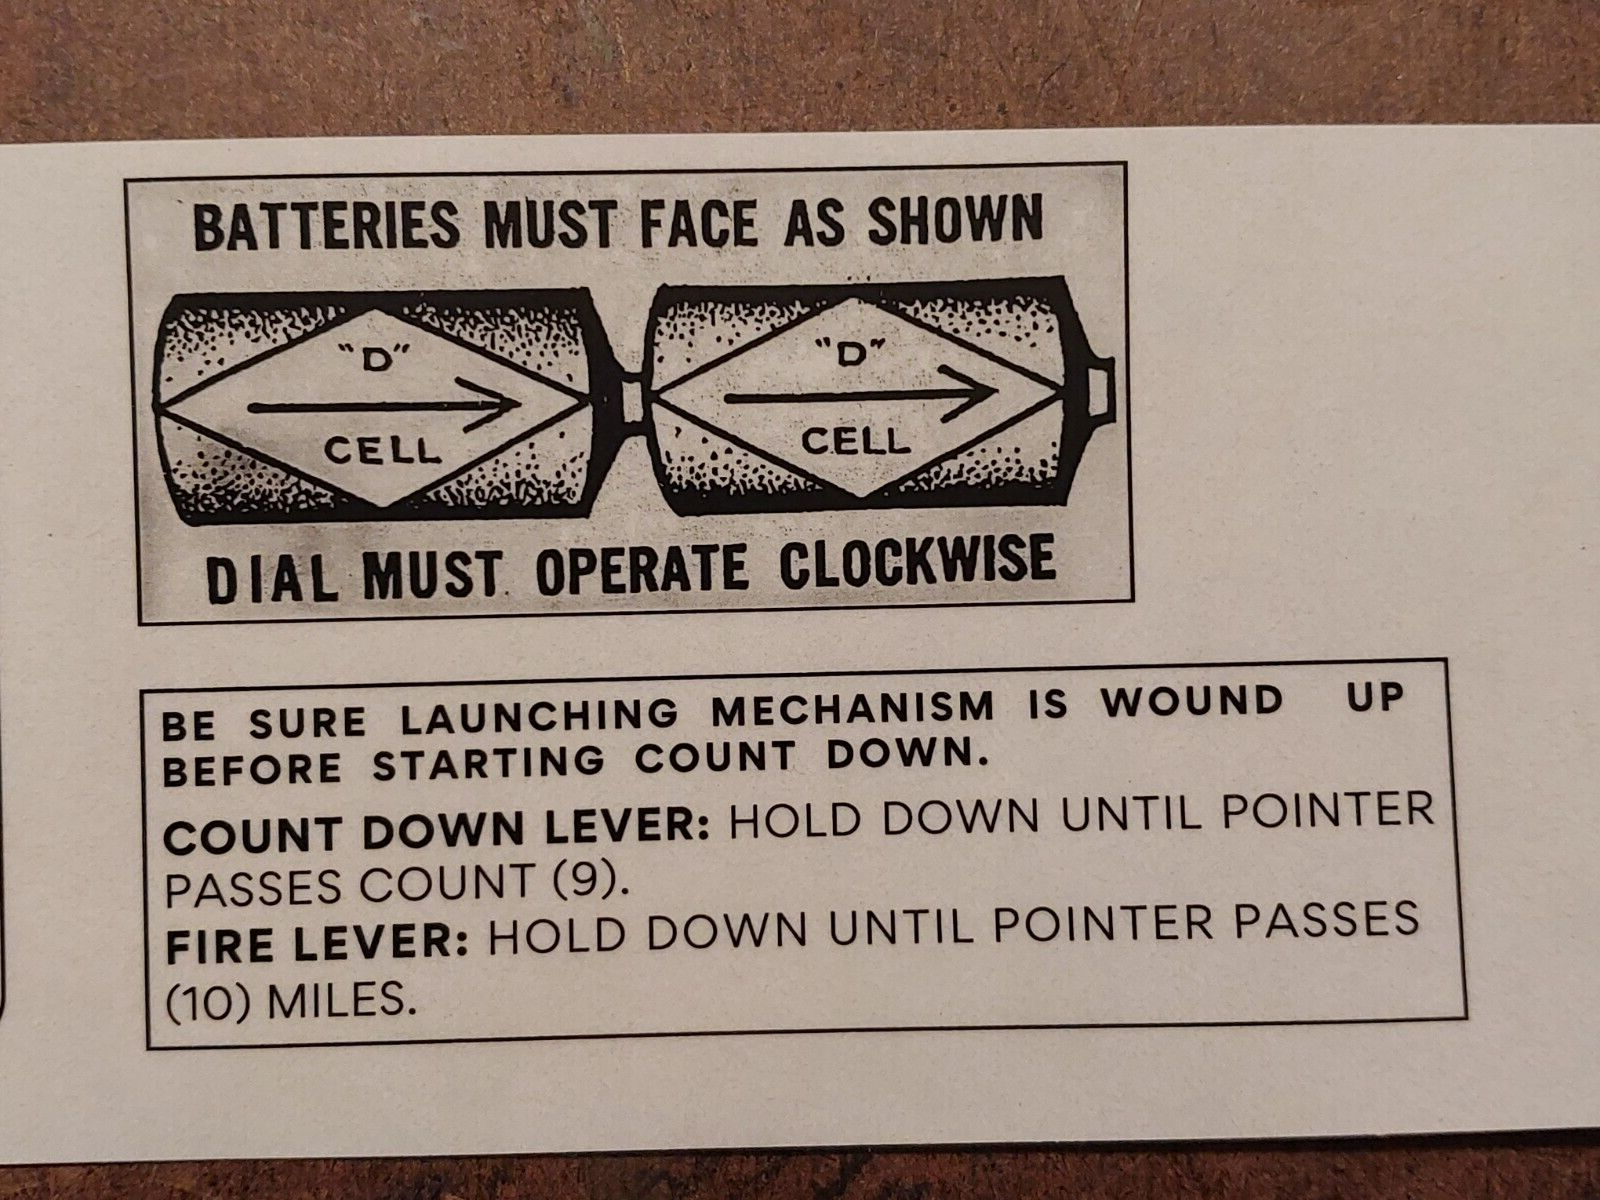 BATTERIES MUST FACE AS SHOWN
"D" "D"
CELL CELL
DIAL MUST OPERATE CLOCKWISE
BE SURE LAUNCHING MECHANISM IS WOUND UP
BEFORE STARTING COUNT DOWN.
COUNT DOWN LEVER: HOLD DOWN UNTIL POINTER
PASSES COUNT (9).
FIRE LEVER: HOLD DOWN UNTIL POINTER PASSES
(10) MILES.